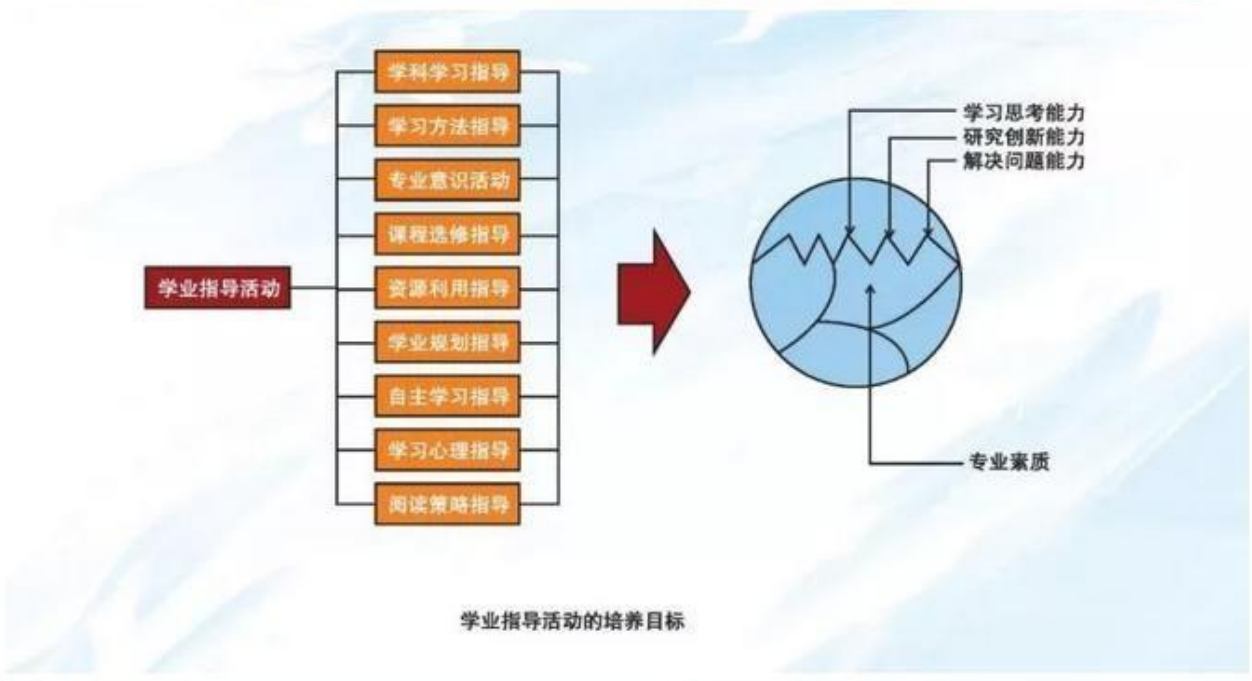 学科学习指导
学习方法指导
专业意识活动
课程选修指导
学业指导活动
资源利用指导
学业规划指导
自主学习指导
学习心理指导
阅读策略指导
学习思考能力
研究创新能力
解决问题能力
专业素质
学业指导活动的培养目标